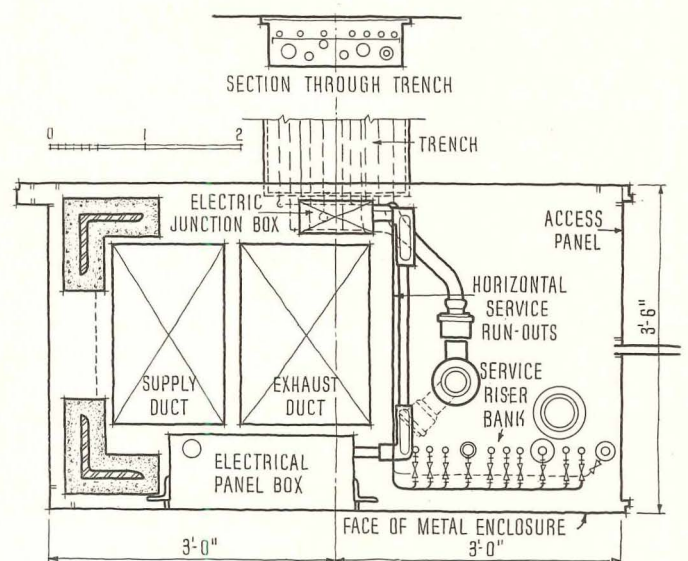 SECTION THROUGH TRENCH
0 1 2
TRENCH
ELECTRIC
JUNCTION BOX
ACCESS
PANEL
HORIZONTAL
SERVICE
RUN-OUTS
3'-6"
SUPPLY
DUCT
EXHAUST
DUCT
SERVICE
RISER
BANK
ELECTRICAL
PANEL BOX
FACE OF METAL ENCLOSURE
3'-0"
3'-0"